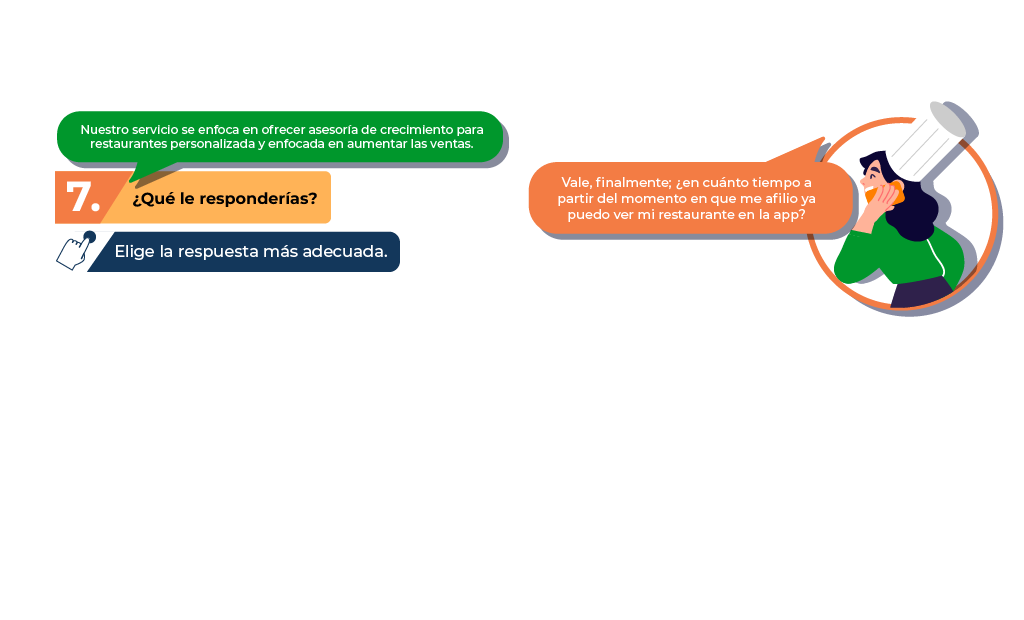 Nuestro servicio se enfoca en ofrecer asesoría de crecimiento para
restaurantes personalizada y enfocada en aumentar las ventas.
7.
¿Qué le responderías?
Elige la respuesta más adecuada.
Vale, finalmente; ¿en cuánto tiempo a
partir del momento en que me afilio ya
puedo ver mi restaurante en la app?